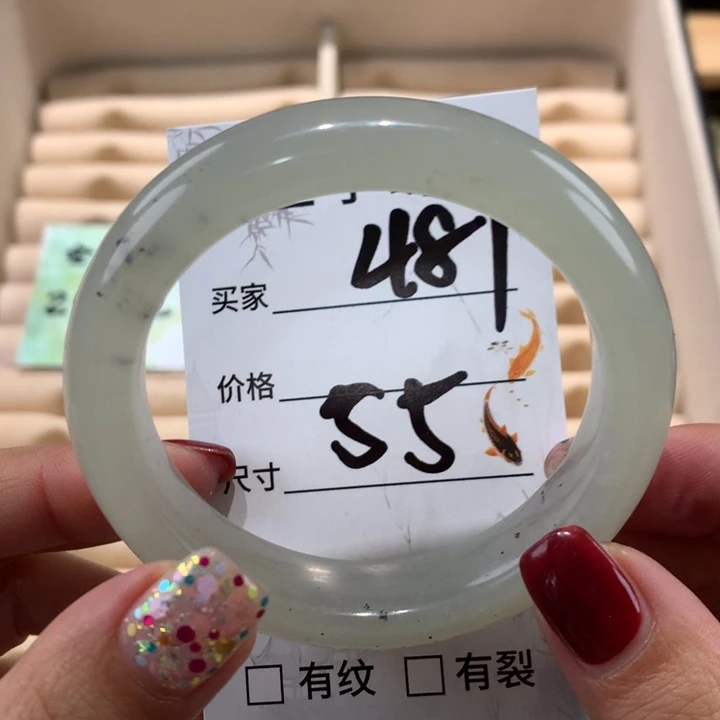 买家 481
价格
尺寸 55
有纹 有裂